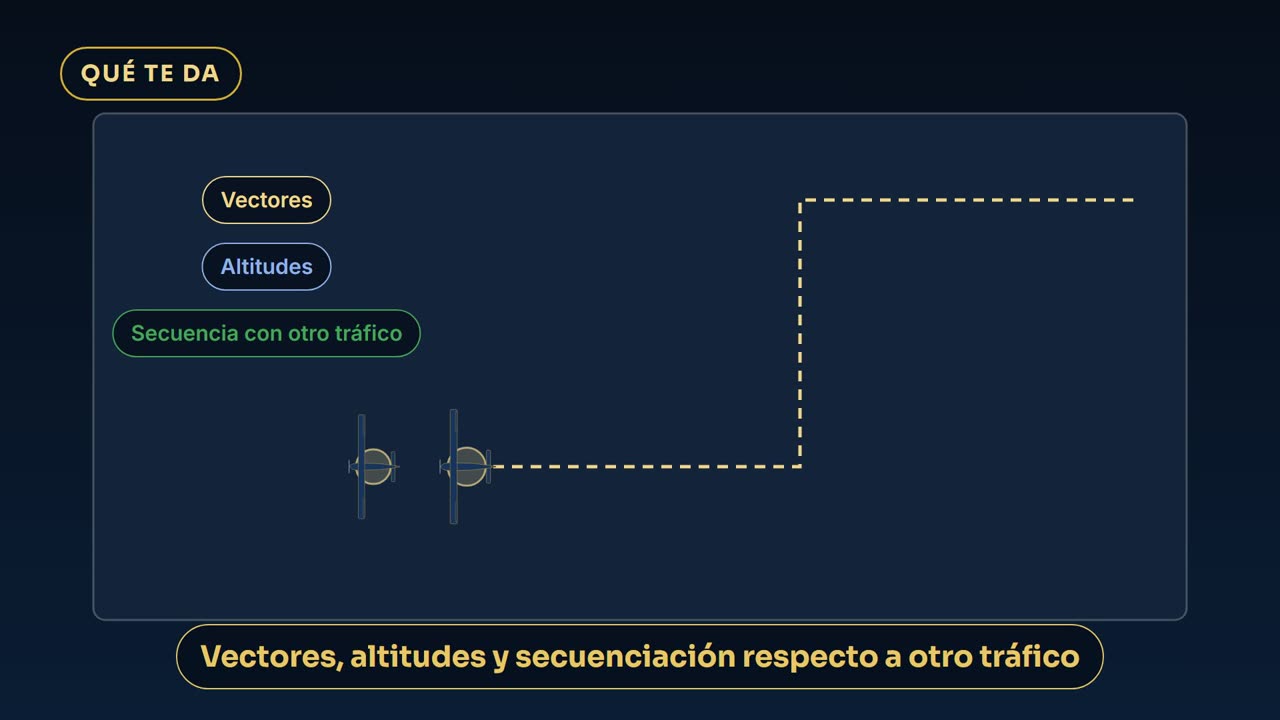 QUÉ TE DA
Vectores
Altitudes
Secuencia con otro tráfico
Vectores, altitudes y secuenciación respecto a otro tráfico